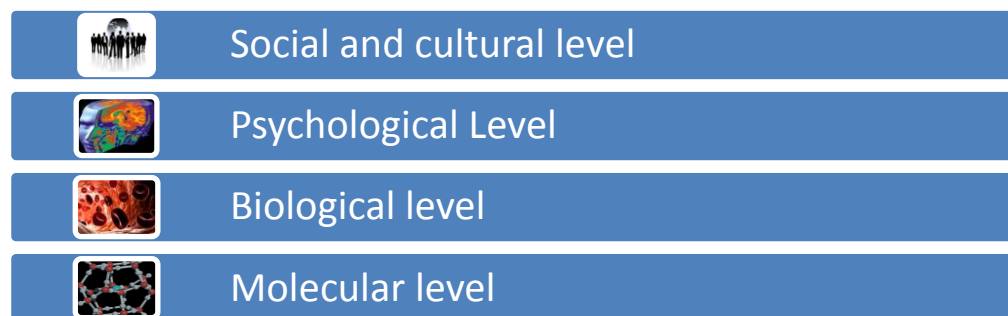 Social and cultural level
Psychological Level
Biological level
Molecular level